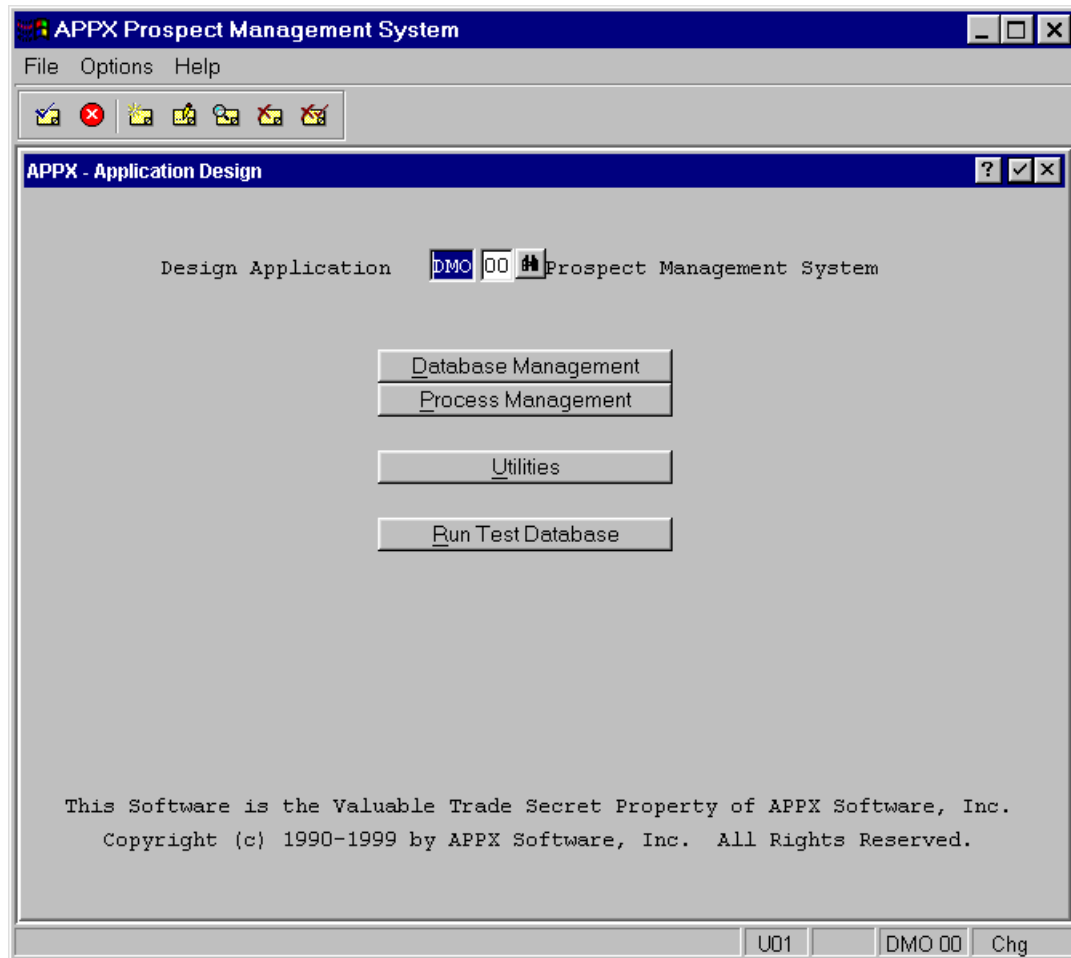 APPX Prospect Management System
File Options Help
APPX - Application Design
?
Design Application DMO 00 Prospect Management System
Database Management
Process Management
Utilities
Run Test Database
This Software is the Valuable Trade Secret Property of APPX Software, Inc.
Copyright (c) 1990-1999 by APPX Software, Inc. All Rights Reserved.
U01 DMO 00 Chg